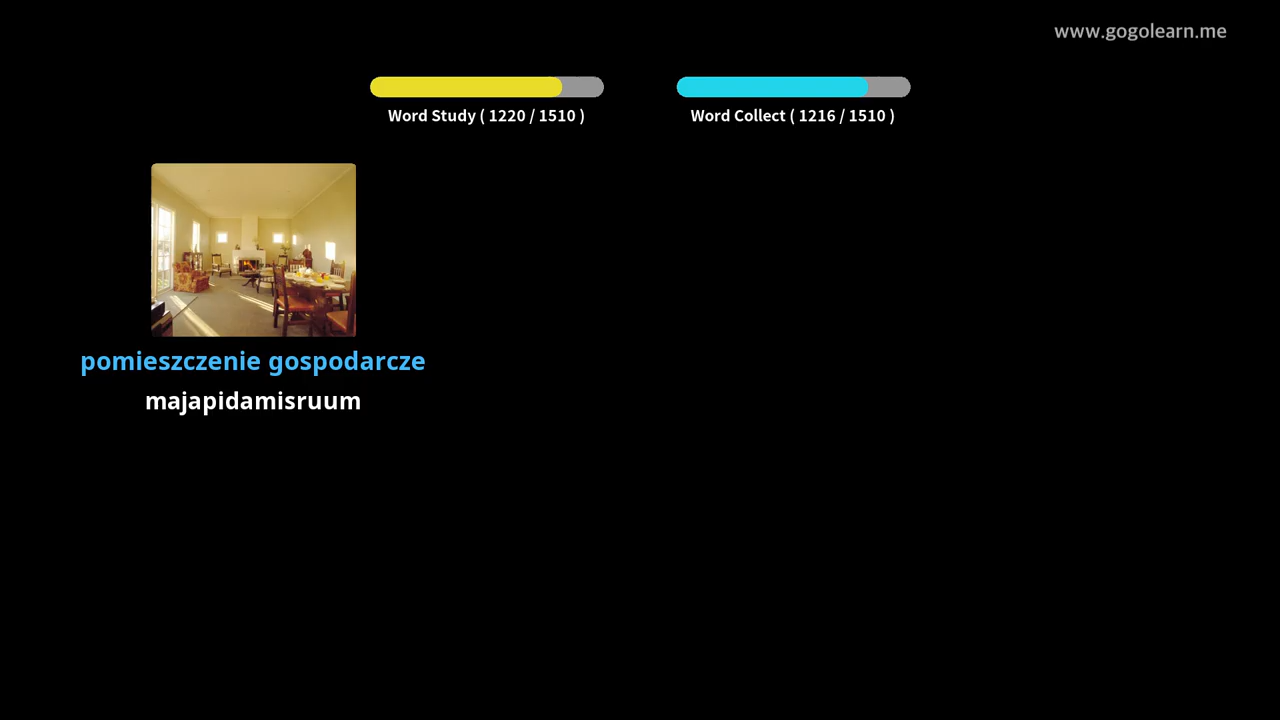 www.gogolearn.me
Word Study ( 1220 / 1510 )
Word Collect ( 1216 / 1510 )
pomieszczenie gospodarcze
majapidamisruum